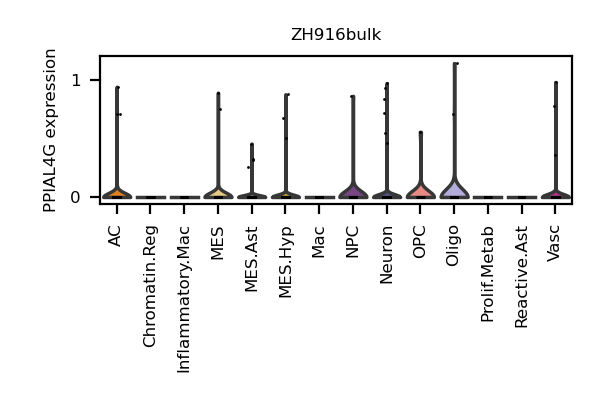 ZH916bulk
PPIAL4G expression
1
0
AC
Chromatin.Reg
Inflammatory.Mac
MES
MES.Ast
MES.Hyp
Mac
NPC
Neuron
OPC
Oligo
Prolif.Metab
Reactive.Ast
Vasc